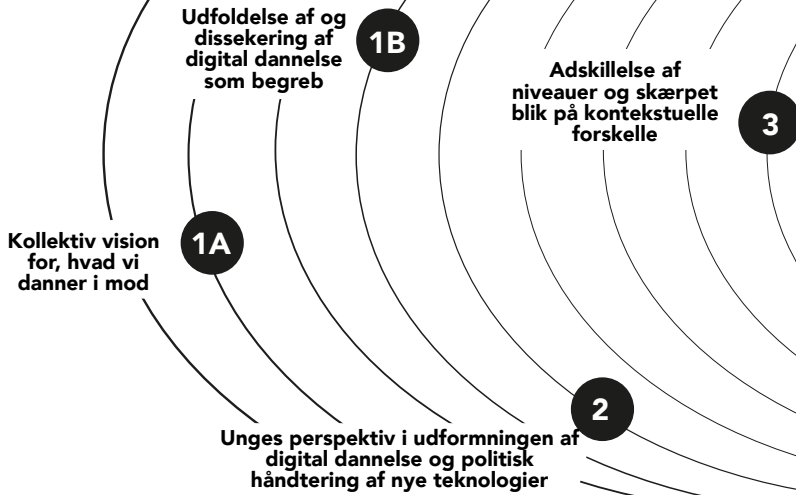 Udfoldelse af og
dissekering af
digital dannelse
som begreb
1B
Adskillelse af
niveauer og skærpet
blik på kontekstuelle
forskelle
3
Kollektiv vision
for, hvad vi
danner i mod
1A
2
Unges perspektiv i udformningen af
digital dannelse og politisk
håndtering af nye teknologier